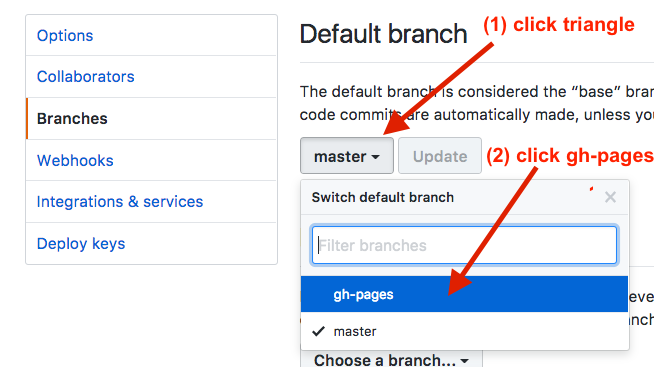 Options
Collaborators
Branches
Webhooks
Integrations & services
Deploy keys
Default branch
(1) click triangle
The default branch is considered the “base” bran
code commits are automatically made, unless you
master
Update
(2) click gh-pages
Switch default branch
Filter branches
gh-pages
master
eve
anch
Choose a branch...